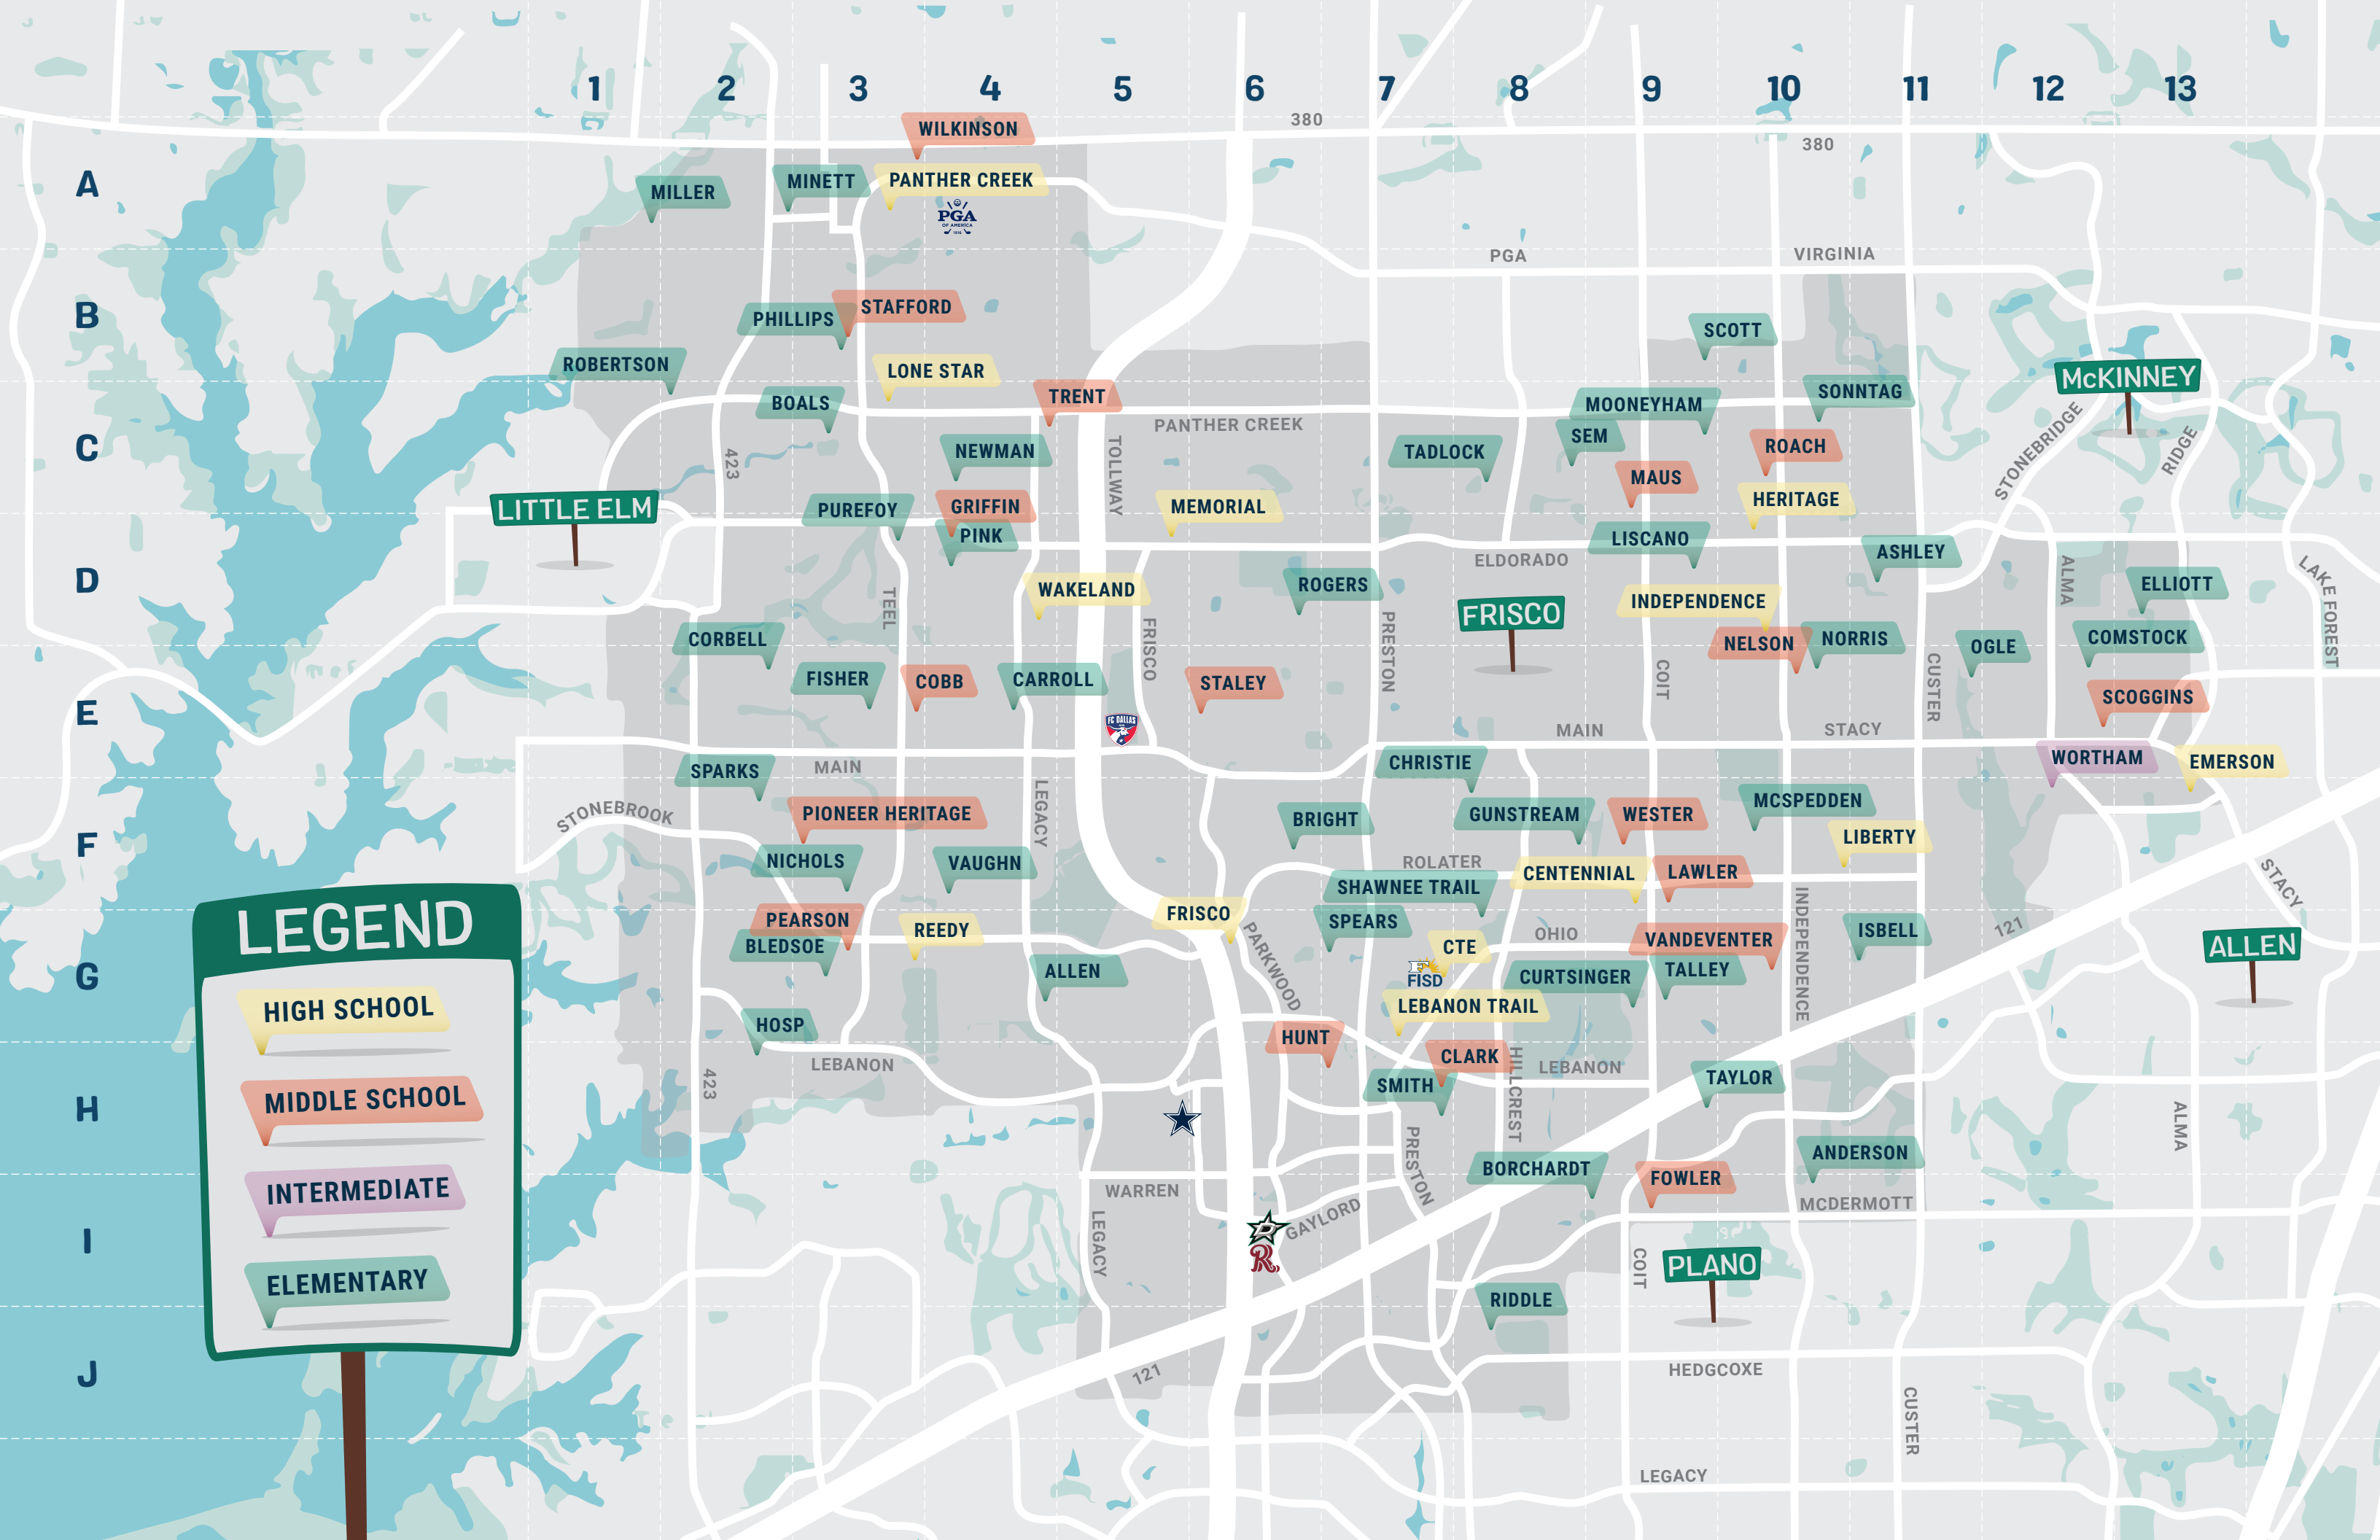 1 2 3 4 5 6 7 8 9 10 11 12 13
WILKINSON
380
380
A
MILLER
MINETT
PANTHER CREEK
PGA
OF AMERICA
PGA
VIRGINIA
B
PHILLIPS
STAFFORD
SCOTT
ROBERTSON
LONE STAR
McKINNEY
TRENT
BOALS
MOONEYHAM
SONNTAG
PANTHER CREEK
C
423
NEWMAN
TOLLWAY
TADLOCK
SEM
ROACH
STONEBRIDGE
RIDGE
MAUS
LITTLE ELM
PUREFOY
GRIFFIN
MEMORIAL
HERITAGE
PINK
LISCANO
ASHLEY
ELDORADO
D
TEEL
WAKELAND
ROGERS
FRISCO
INDEPENDENCE
ALMA
ELLIOTT
LAKE FOREST
CORBELL
FRISCO
PRESTON
NELSON
NORRIS
OGLE
COMSTOCK
E
FISHER
COBB
CARROLL
STALEY
COIT
CUSTER
SCOGGINS
FC DALLAS
MAIN
STACY
SPARKS
MAIN
CHRISTIE
WORTHAM
EMERSON
F
STONEBROOK
PIONEER HERITAGE
LEGACY
BRIGHT
GUNSTREAM
WESTER
MCSPEDDEN
LIBERTY
NICHOLS
VAUGHN
ROLATER
SHAWNEE TRAIL
CENTENNIAL
LAWLER
STACY
LEGEND
PEARSON
REEDY
FRISCO
SPEARS
INDEPENDENCE
ISBELL
121
ALLEN
BLEDSOE
CTE
OHIO
VANDEVENTER
G
ALLEN
PARKWOOD
F
FISD
CURTSINGER
TALLEY
HIGH SCHOOL
LEBANON TRAIL
HOSP
HUNT
CLARK
LEBANON
LEBANON
HILLCREST
H
423
SMITH
TAYLOR
MIDDLE SCHOOL
ALMA
PRESTON
BORCHARDT
FOWLER
ANDERSON
INTERMEDIATE
WARREN
MCDERMOTT
I
LEGACY
D
GAYLORD
R
COIT
PLANO
ELEMENTARY
RIDDLE
J
121
HEDGCOXE
CUSTER
LEGACY